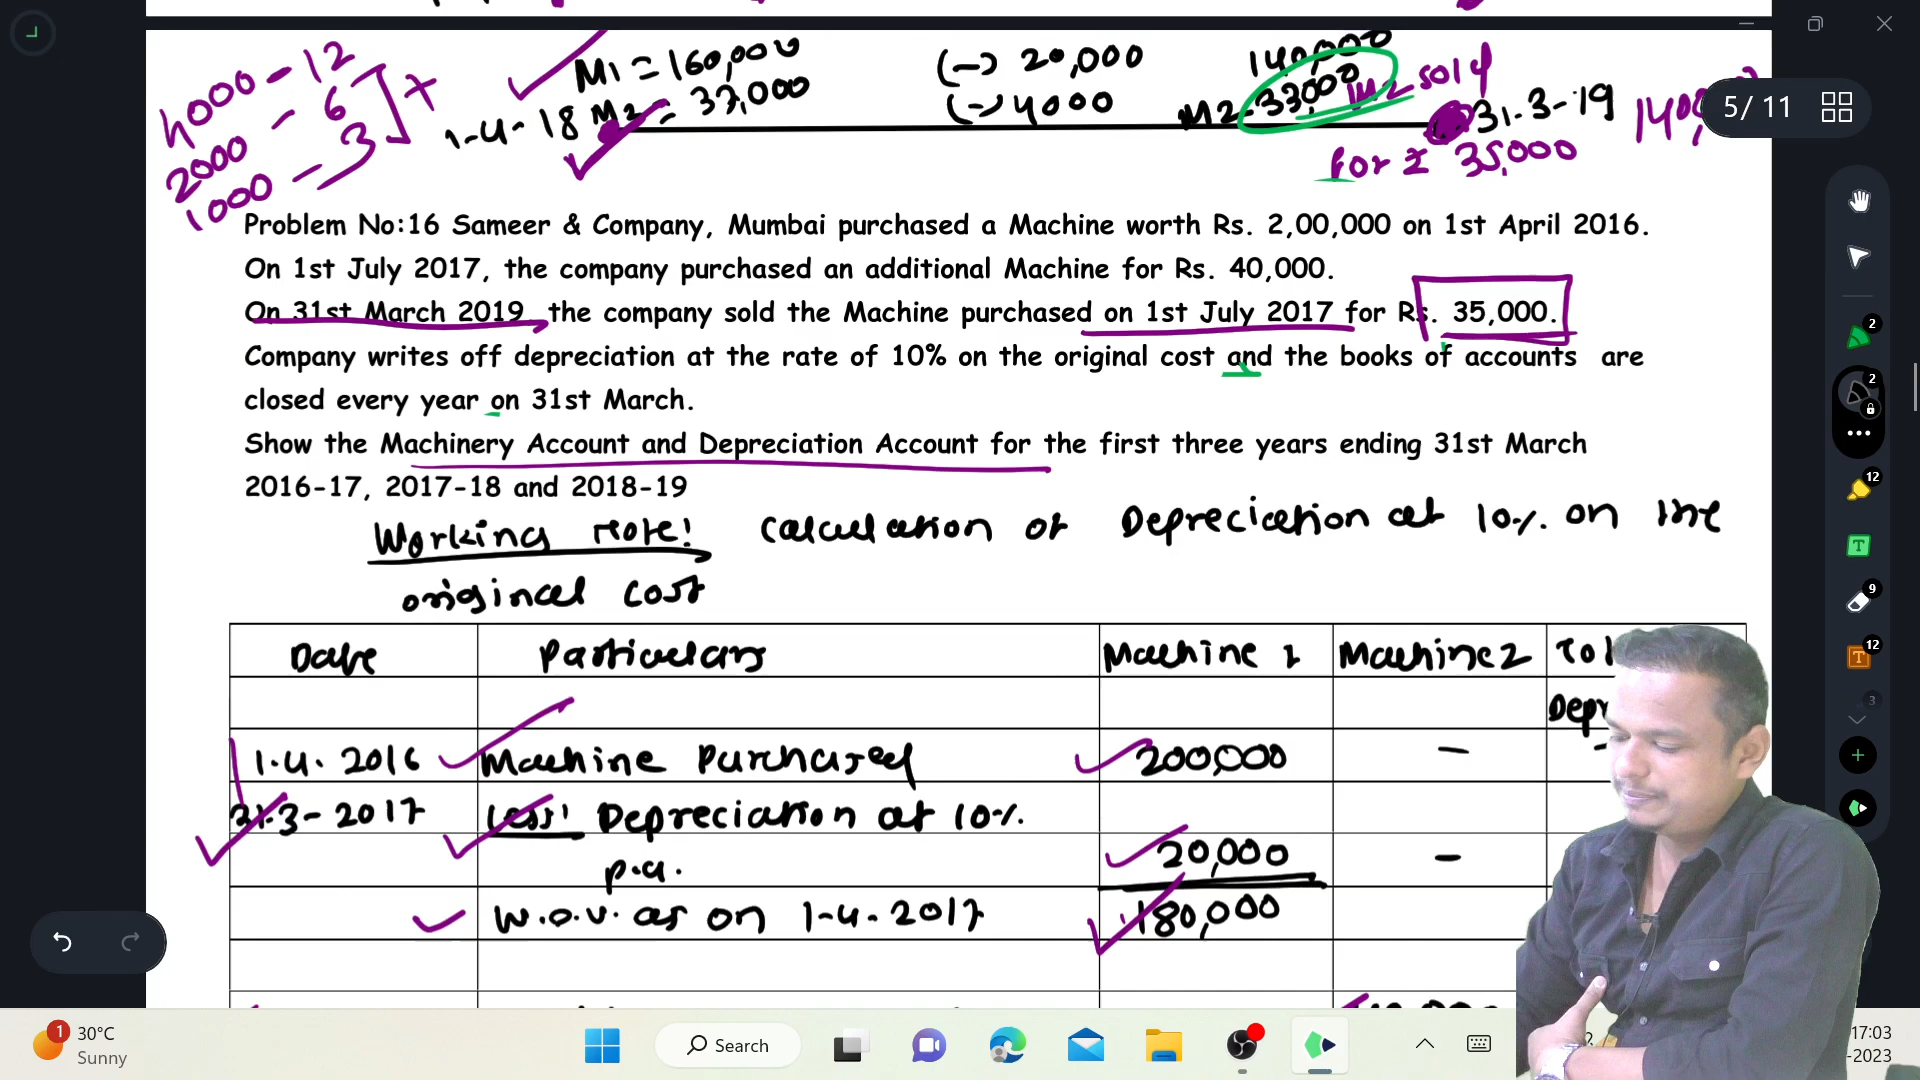 4000 - 12
2000 - 6
1000 - 3
M1 = 160,000 (-) 20,000 140,000
1-4-18 M2 = 37,000 (-) 4000 M2-33,000 M2 sold 31-3-19
for ₹ 35,000
5/ 11
Problem No:16 Sameer & Company, Mumbai purchased a Machine worth Rs. 2,00,000 on 1st April 2016.
On 1st July 2017, the company purchased an additional Machine for Rs. 40,000.
On 31st March 2019, the company sold the Machine purchased on 1st July 2017 for Rs. 35,000.
Company writes off depreciation at the rate of 10% on the original cost and the books of accounts are
closed every year on 31st March.
Show the Machinery Account and Depreciation Account for the first three years ending 31st March
2016-17, 2017-18 and 2018-19
Working note! Calculation of Depreciation at 10% on the
original cost
Date Particulars Machine 1 Machine 2
1.4. 2016 Machine Purchased 200,000 -
31.3-2017 Less! Depreciation at 10%
p.a. 20,000 -
W.D.V. as on 1-4-2017 180,000
2
2
12
T
9
12
T
3
1
30°C
Sunny
Search
17:03
-2023